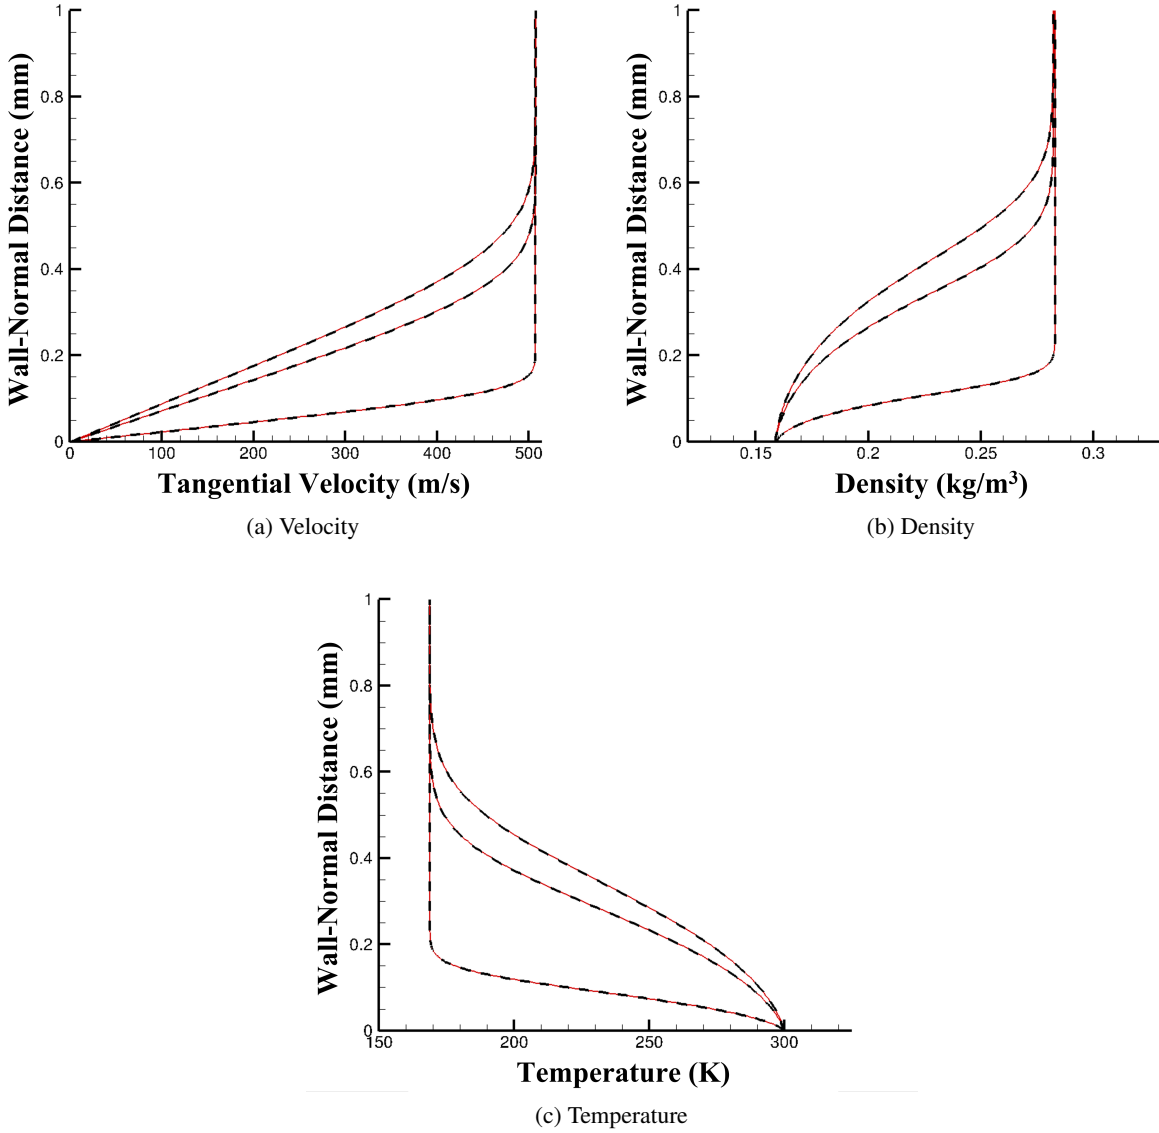 1
0.8
0.6
0.4
0.2
0
Wall-Normal Distance (mm)
0 100 200 300 400 500
Tangential Velocity (m/s)
(a) Velocity
1
0.8
0.6
0.4
0.2
0
Wall-Normal Distance (mm)
0.15 0.2 0.25 0.3
Density (kg/m³)
(b) Density
1
0.8
0.6
0.4
0.2
0
Wall-Normal Distance (mm)
150 200 250 300
Temperature (K)
(c) Temperature